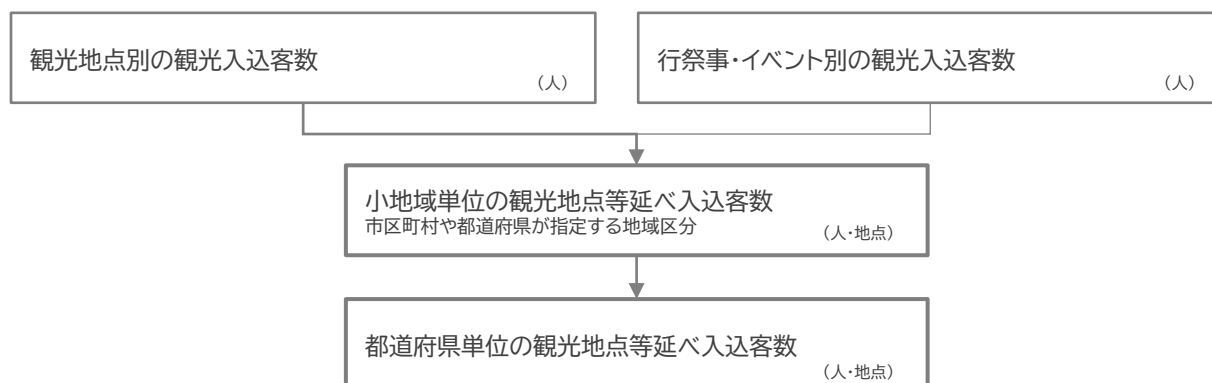 観光地点別の観光入込客数
（人）
行祭事・イベント別の観光入込客数
（人）
小地域単位の観光地点等延べ入込客数
市区町村や都道府県が指定する地域区分
（人・地点）
都道府県単位の観光地点等延べ入込客数
（人・地点）